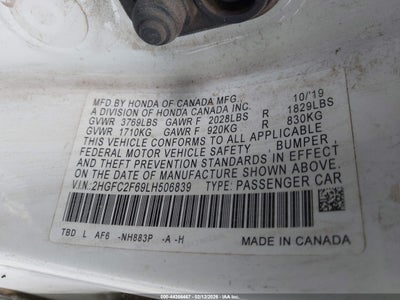 MFD BY HONDA OF CANADA MFG. 10/'19
A DIVISION OF HONDA CANADA INC.
GVWR 3769LBS GAWR F 2028LBS R 1829LBS
GVWR 1710KG GAWR F 920KG R 830KG
THIS VEHICLE CONFORMS TO ALL APPLICABLE
FEDERAL MOTOR VEHICLE SAFETY, BUMPER,
AND THEFT PREVENTION STANDARDS IN EFFECT
ON THE DATE OF MANUFACTURE SHOWN ABOVE.
V.I.N: 2HGFC2F69LH506839 TYPE: PASSENGER CAR
TBD L AF6 -NH883P -A -H
MADE IN CANADA